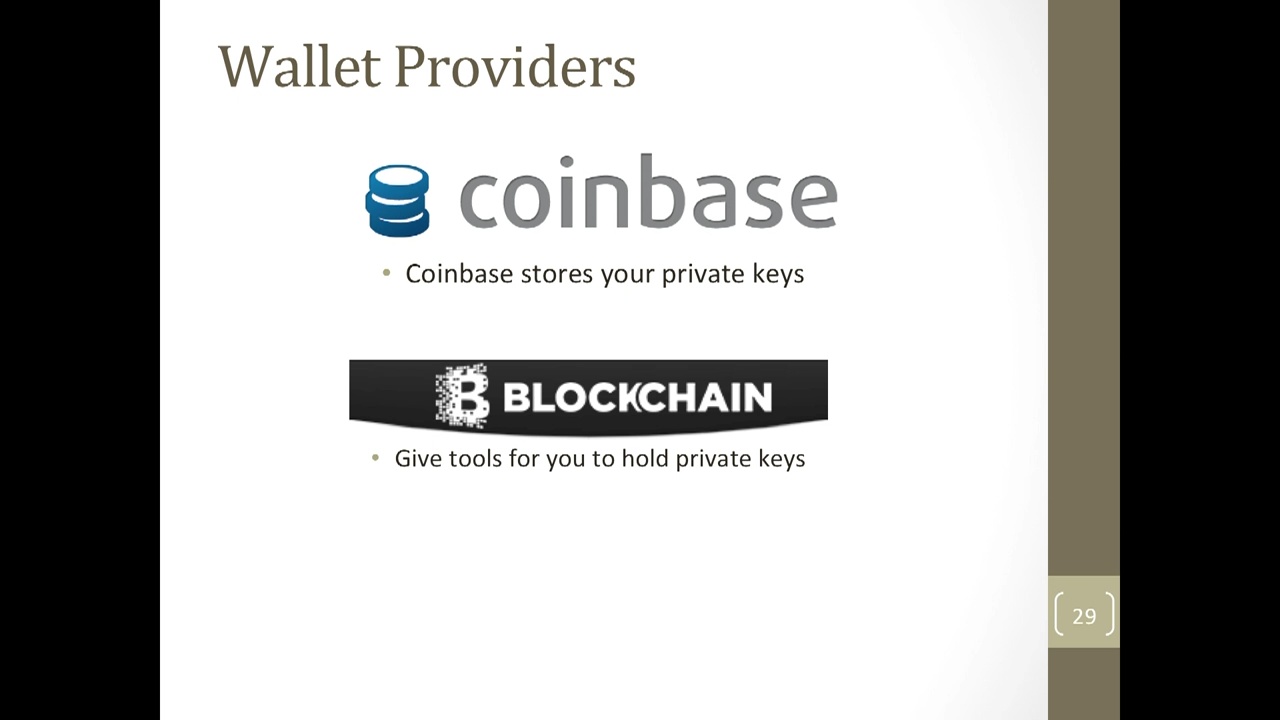 Wallet Providers
coinbase
• Coinbase stores your private keys
BLOCKCHAIN
• Give tools for you to hold private keys
29